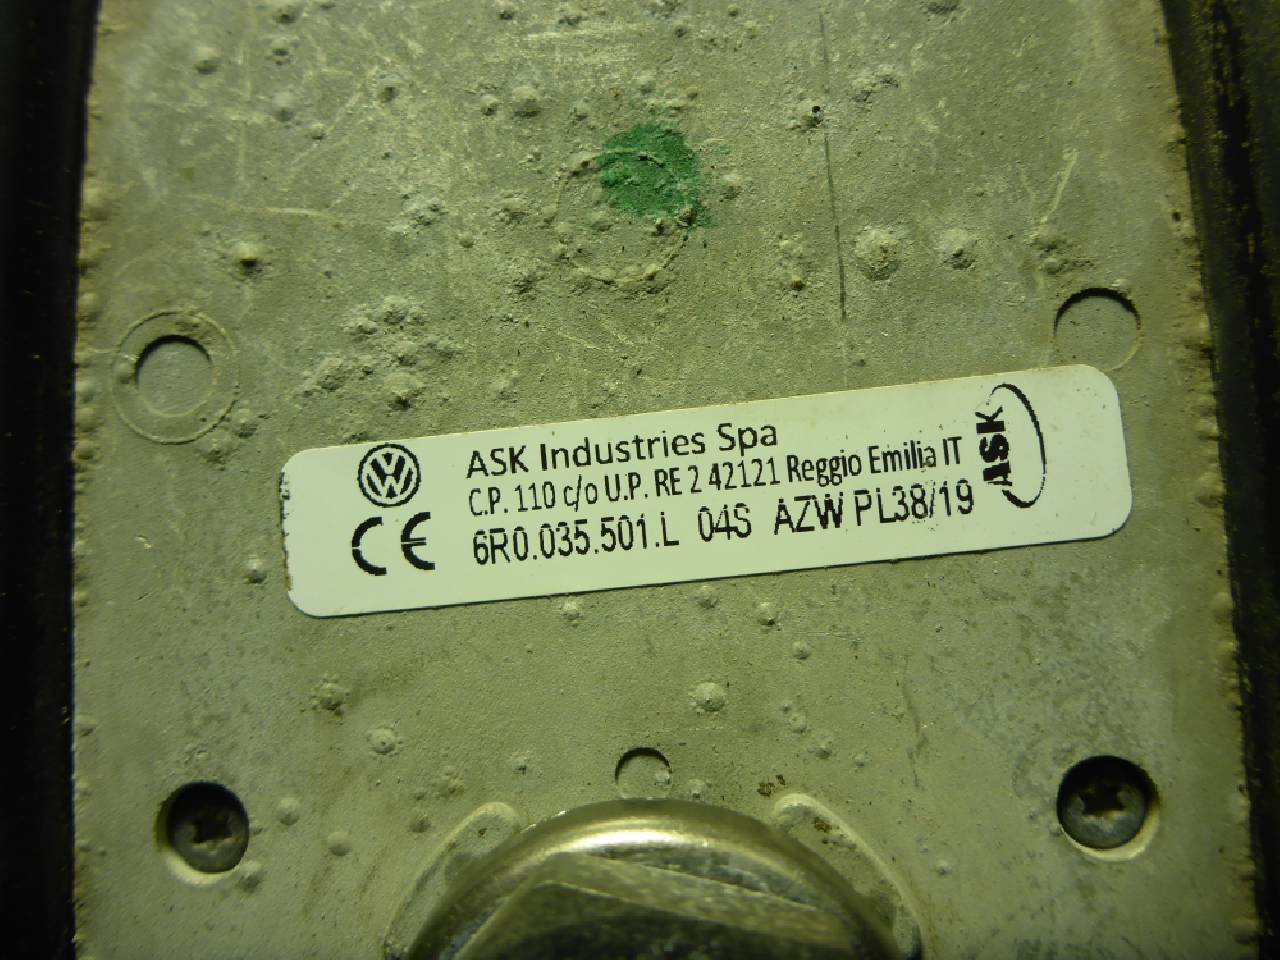 ASK Industries Spa
C.P. 110 c/o U.P. RE 2 42121 Reggio Emilia IT
6R0.035.501.L 04S AZW PL38/19
VW
CE
ASK